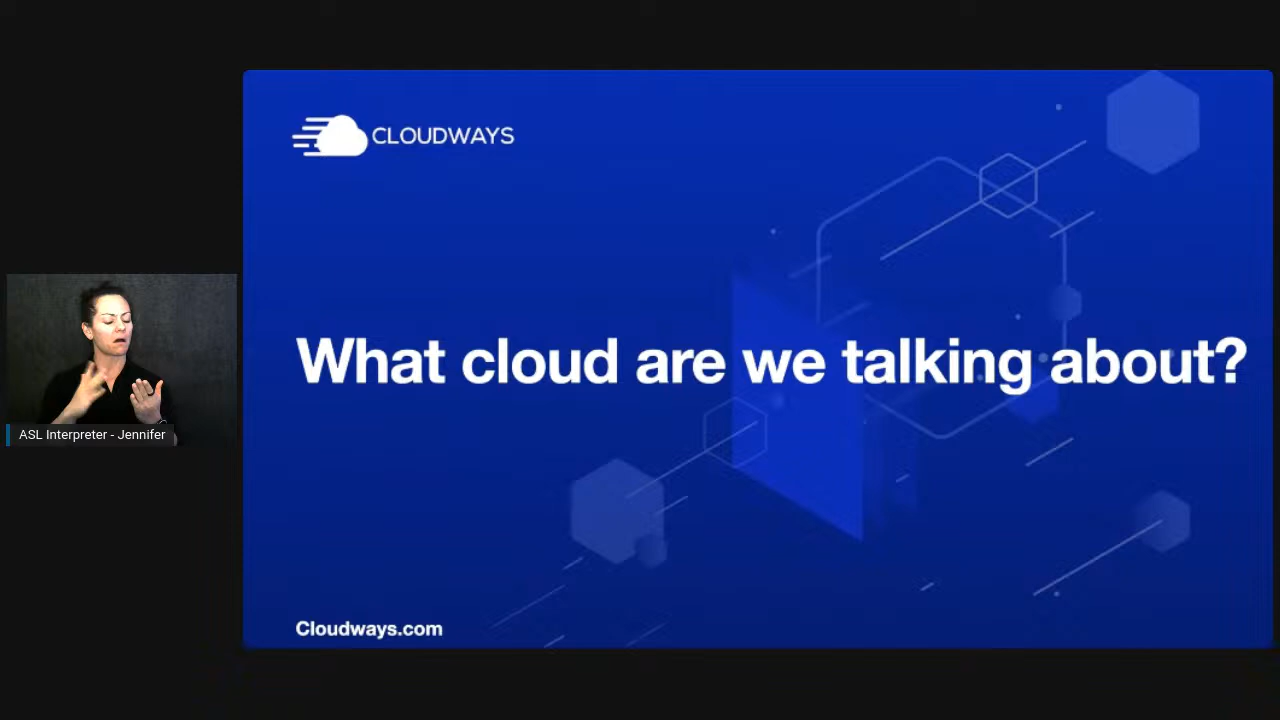 CLOUDWAYS
What cloud are we talking about?
ASL Interpreter - Jennifer
Cloudways.com